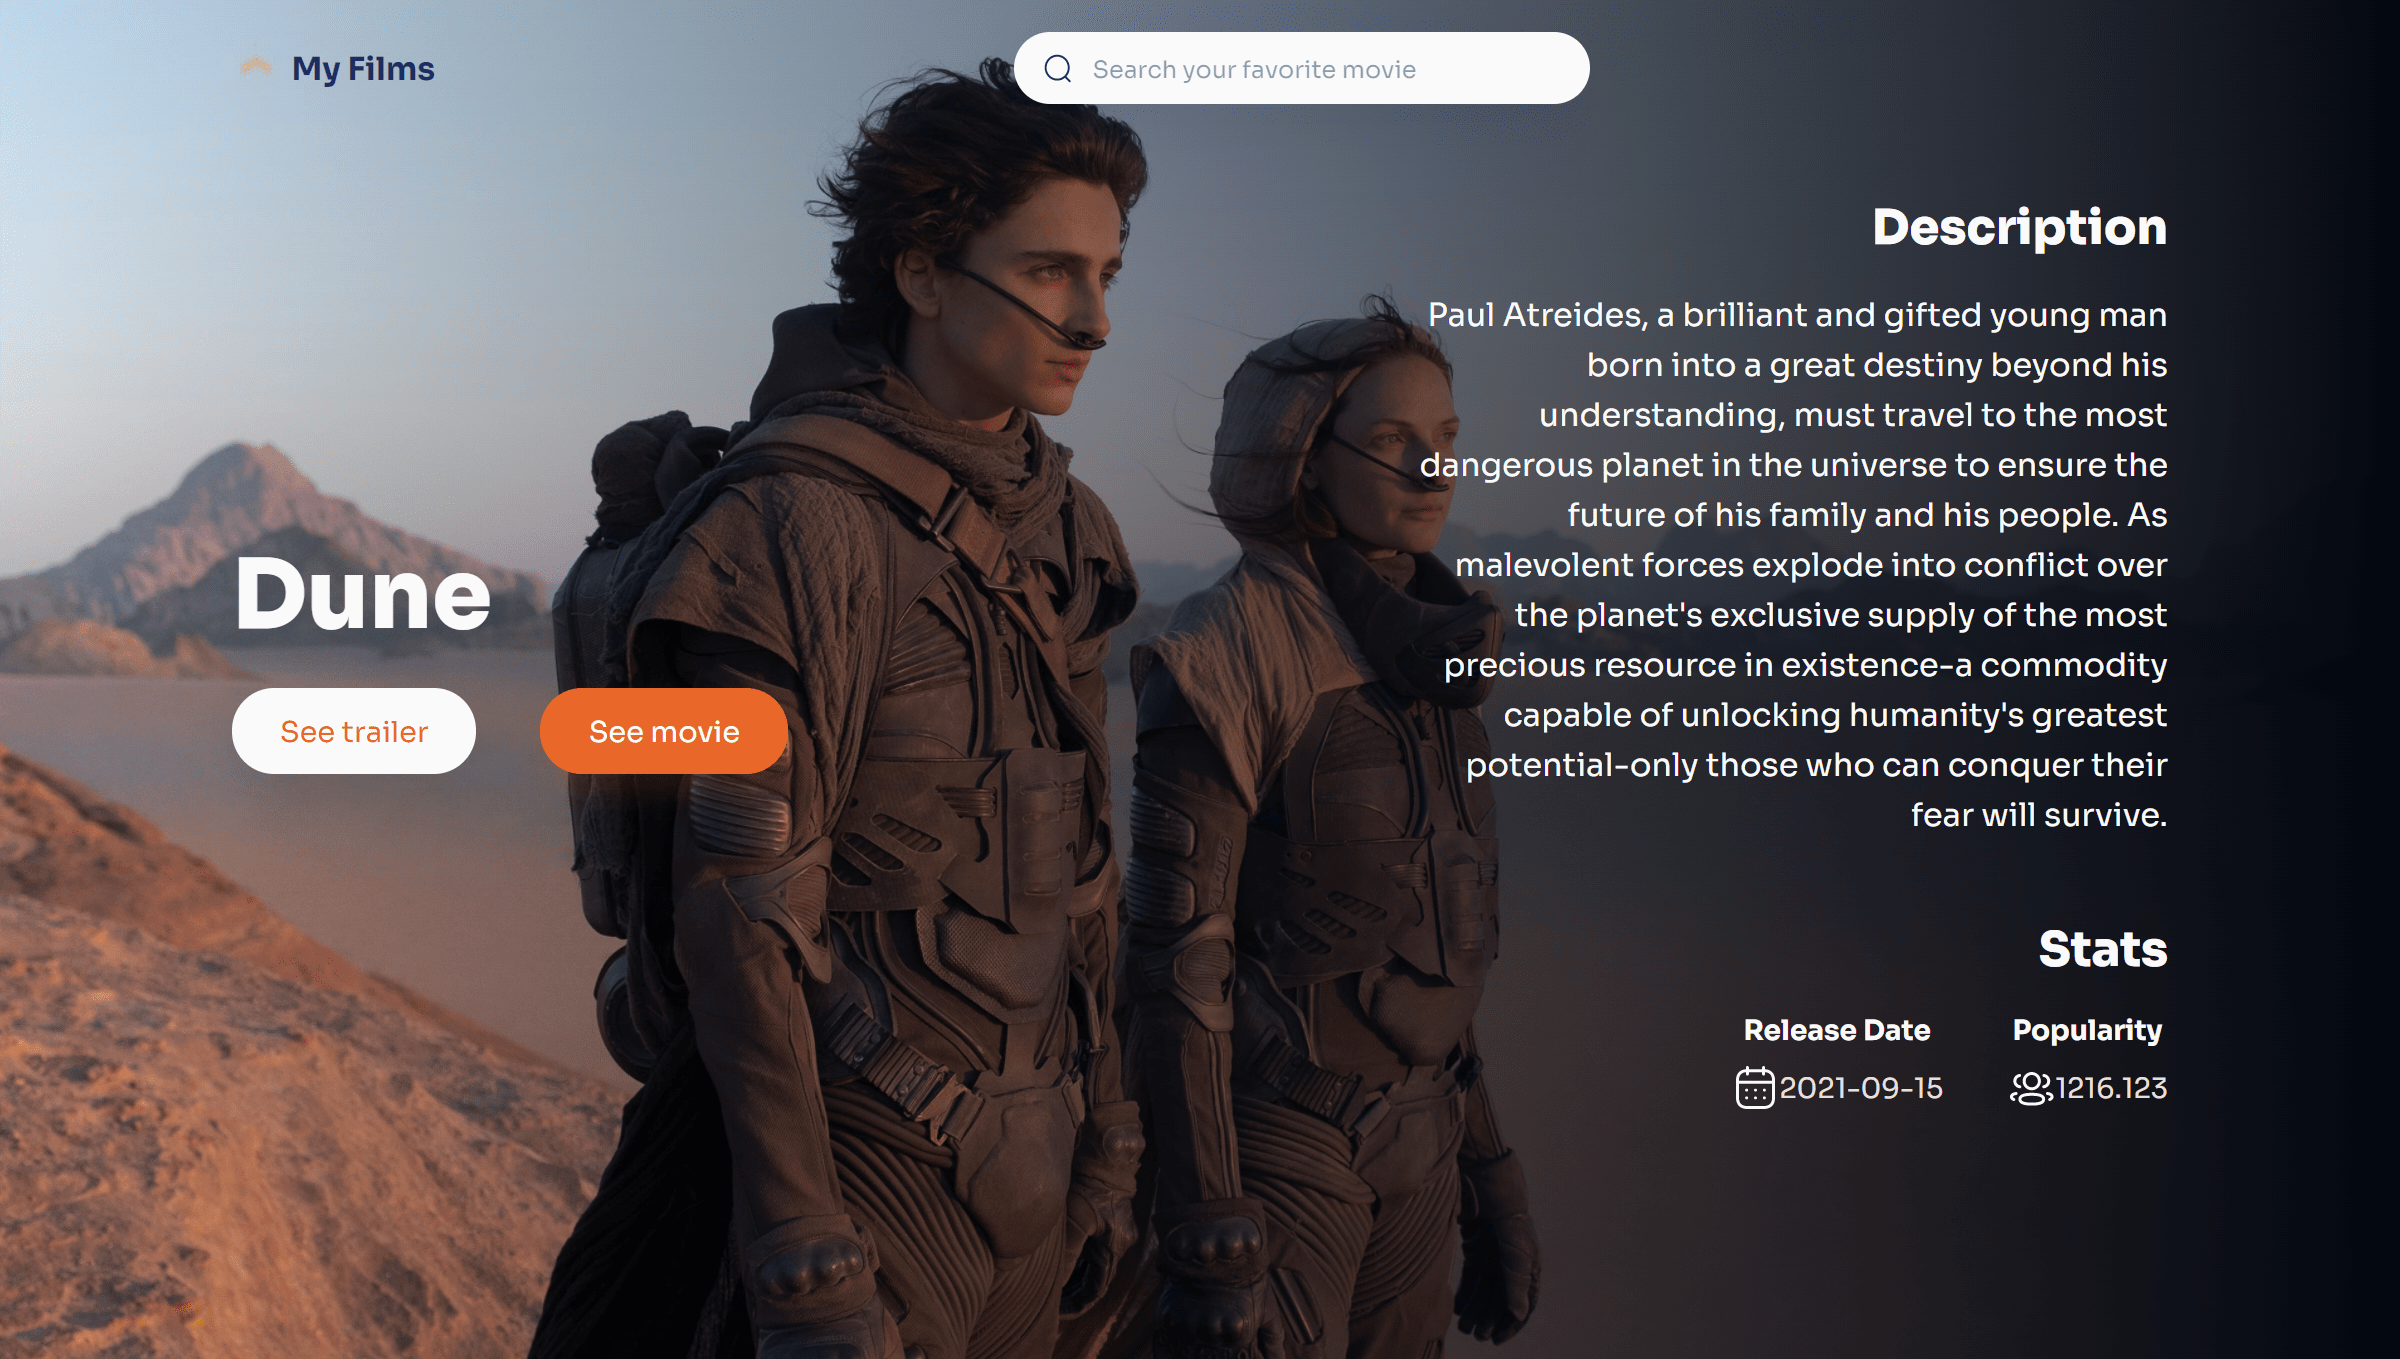 My Films
Search your favorite movie
Dune
See trailer
See movie
Description
Paul Atreides, a brilliant and gifted young man
born into a great destiny beyond his
understanding, must travel to the most
dangerous planet in the universe to ensure the
future of his family and his people. As
malevolent forces explode into conflict over
the planet's exclusive supply of the most
precious resource in existence-a commodity
capable of unlocking humanity's greatest
potential-only those who can conquer their
fear will survive.
Stats
Release Date
2021-09-15
Popularity
1216.123